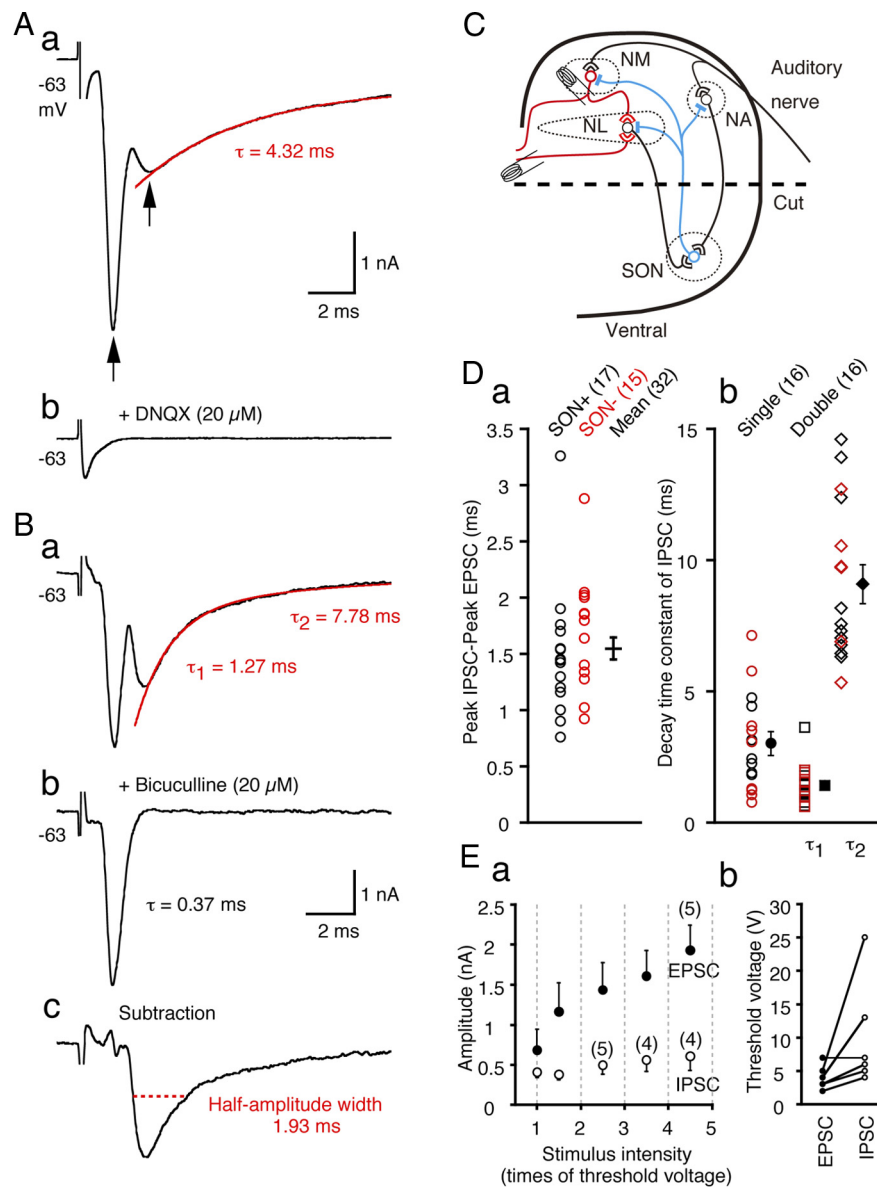 A
a
-63
mV
τ = 4.32 ms
1 nA
2 ms
b
+ DNQX (20 µM)
-63
B
a
-63
τ2 = 7.78 ms
τ1 = 1.27 ms
b
+ Bicuculline (20 µM)
-63
τ = 0.37 ms
1 nA
2 ms
c
Subtraction
Half-amplitude width
1.93 ms
C
NM
Auditory
nerve
NA
NL
Cut
SON
Ventral
D
a
SON+ (17)
SON- (15)
Mean (32)
Peak IPSC-Peak EPSC (ms)
3.5
3
2.5
2
1.5
1
0.5
0
b
Single (16)
Double (16)
Decay time constant of IPSC (ms)
15
10
5
0
τ1
τ2
E
a
Amplitude (nA)
2.5
2
1.5
1
0.5
0
(5)
EPSC
(5)
(4)
(4)
IPSC
1
2
3
4
5
Stimulus intensity
(times of threshold voltage)
b
Threshold voltage (V)
25
20
15
10
5
0
EPSC
IPSC